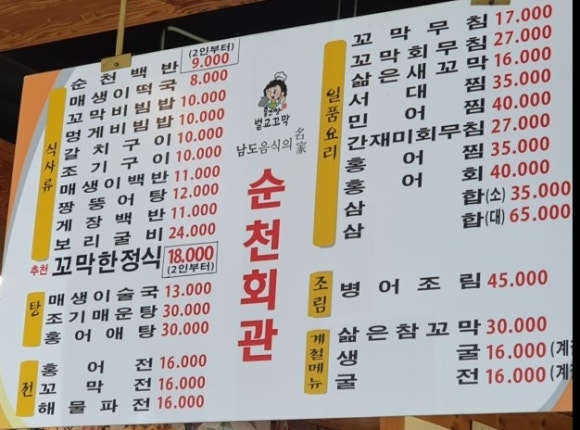 식사류
순천백반 (2인부터) 9.000
매생이떡국 8.000
꼬막비빔밥 10.000
멍게비빔밥 10.000
갈치구이 10.000
조기구이 10.000
매생이백반 11.000
짱뚱어탕 12.000
게장백반 11.000
보리굴비 24.000
추천 꼬막한정식 18.000 (2인부터)
탕
매생이술국 13.000
조기매운탕 30.000
홍어애탕 30.000
전
홍어전 16.000
꼬막전 16.000
해물파전 16.000
벌교꼬막
남도음식의 名家
순천회관
일품요리
꼬막무침 17.000
꼬막회무침 27.000
삶은새꼬막 16.000
서대찜 35.000
민어찜 40.000
간재미회무침 27.000
홍어찜 35.000
홍어회 40.000
삼합(소) 35.000
삼합(대) 65.000
조림
병어조림 45.000
계절메뉴
삶은참꼬막 30.000
생굴 16.000 (계
굴전 16.000 (계